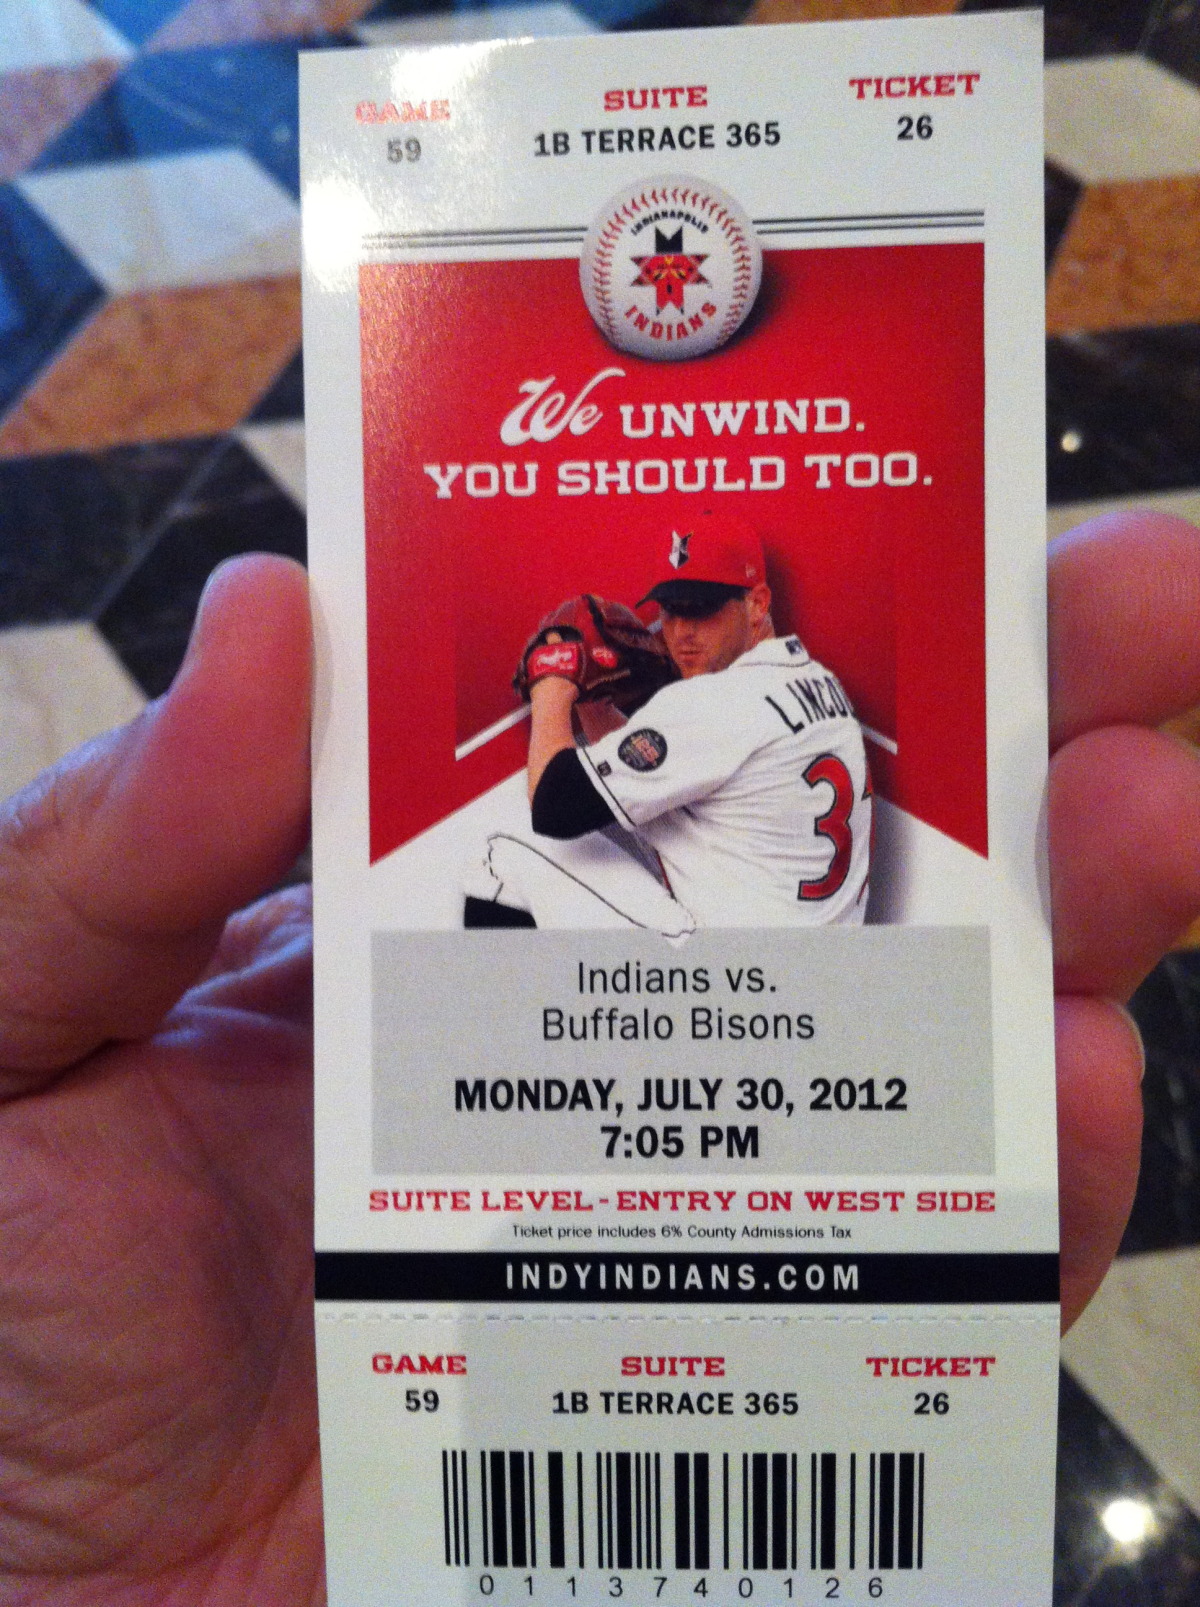 GAME SUITE TICKET
59 1B TERRACE 365 26
INDIANAPOLIS
INDIANS
We UNWIND.
YOU SHOULD TOO.
Indians vs.
Buffalo Bisons
MONDAY, JULY 30, 2012
7:05 PM
SUITE LEVEL-ENTRY ON WEST SIDE
Ticket price includes 6% County Admissions Tax
INDYINDIANS.COM
GAME SUITE TICKET
59 1B TERRACE 365 26
0113740126